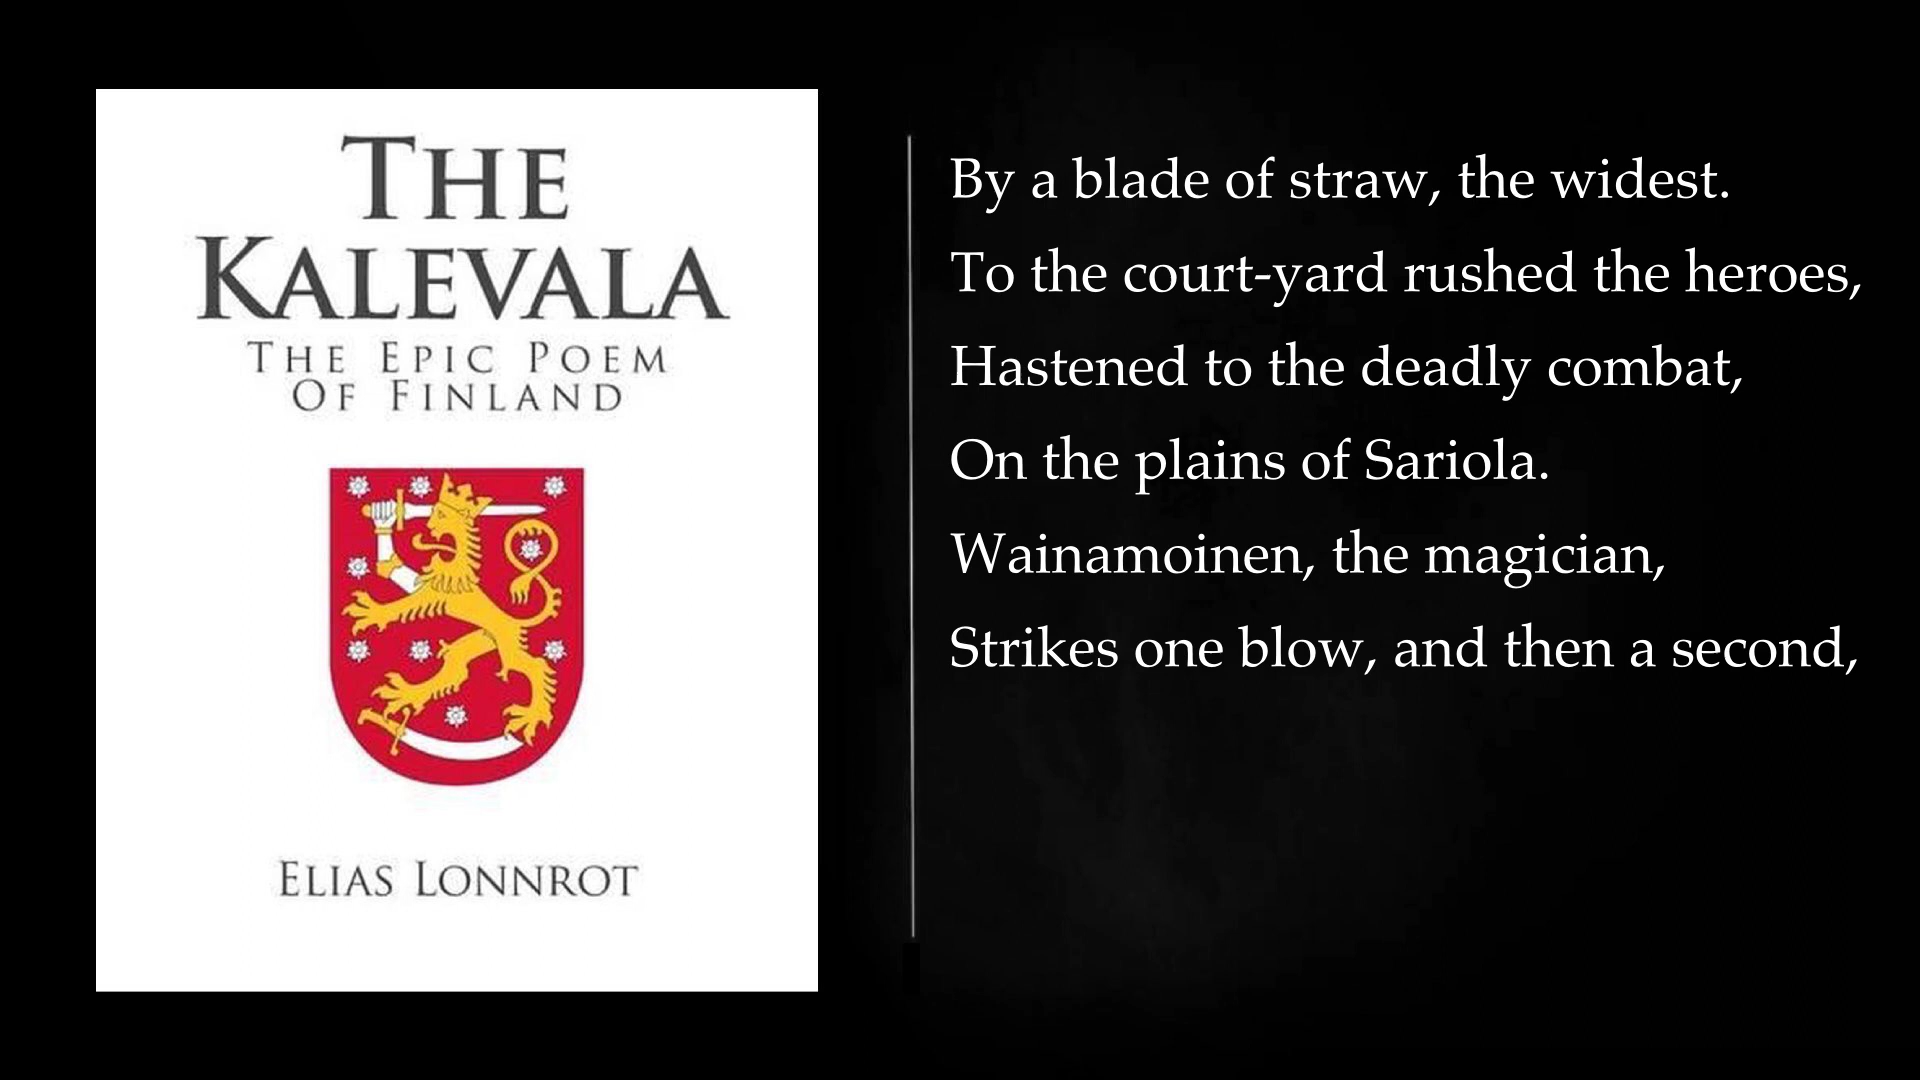 THE
KALEVALA
THE EPIC POEM
OF FINLAND
ELIAS LONNROT
By a blade of straw, the widest.
To the court-yard rushed the heroes,
Hastened to the deadly combat,
On the plains of Sariola.
Wainamoinen, the magician,
Strikes one blow, and then a second,